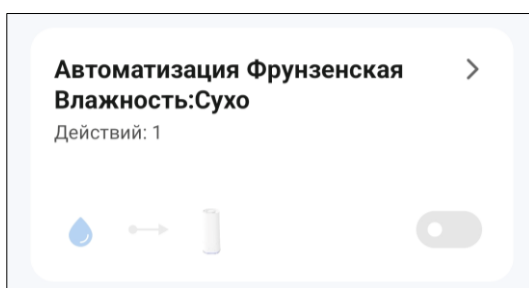 Автоматизация Фрунзенская
Влажность:Сухо
Действий: 1